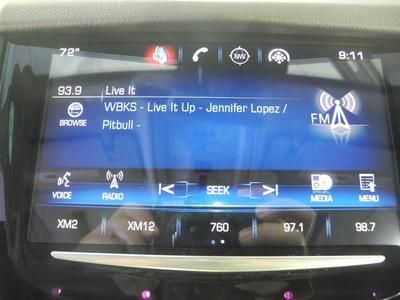 72°
NW
9:11
93.9 Live It
WBKS - Live It Up - Jennifer Lopez /
Pitbull -
BROWSE
FM
VOICE RADIO SEEK MEDIA MENU
XM2 XM12 760 97.1 98.7